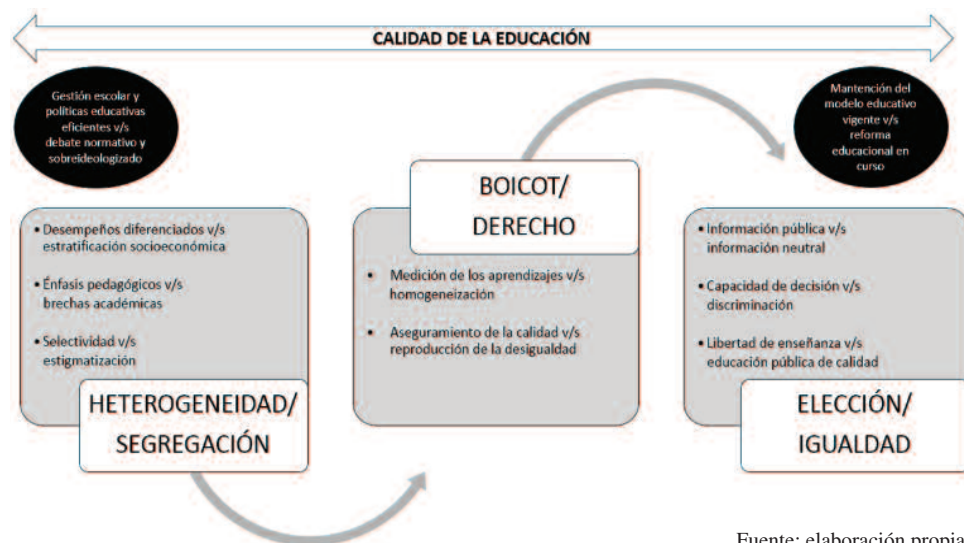 CALIDAD DE LA EDUCACIÓN
Gestión escolar y
políticas educativas
eficientes v/s
debate normativo y
sobreideologizado
Mantención del
modelo educativo
vigente v/s
reforma
educacional en
curso
• Desempeños diferenciados v/s
estratificación socioeconómica
• Énfasis pedagógicos v/s
brechas académicas
• Selectividad v/s
estigmatización
HETEROGENEIDAD/
SEGREGACIÓN
BOICOT/
DERECHO
• Medición de los aprendizajes v/s
homogeneización
• Aseguramiento de la calidad v/s
reproducción de la desigualdad
• Información pública v/s
información neutral
• Capacidad de decisión v/s
discriminación
• Libertad de enseñanza v/s
educación pública de calidad
ELECCIÓN/
IGUALDAD
Fuente: elaboración propia